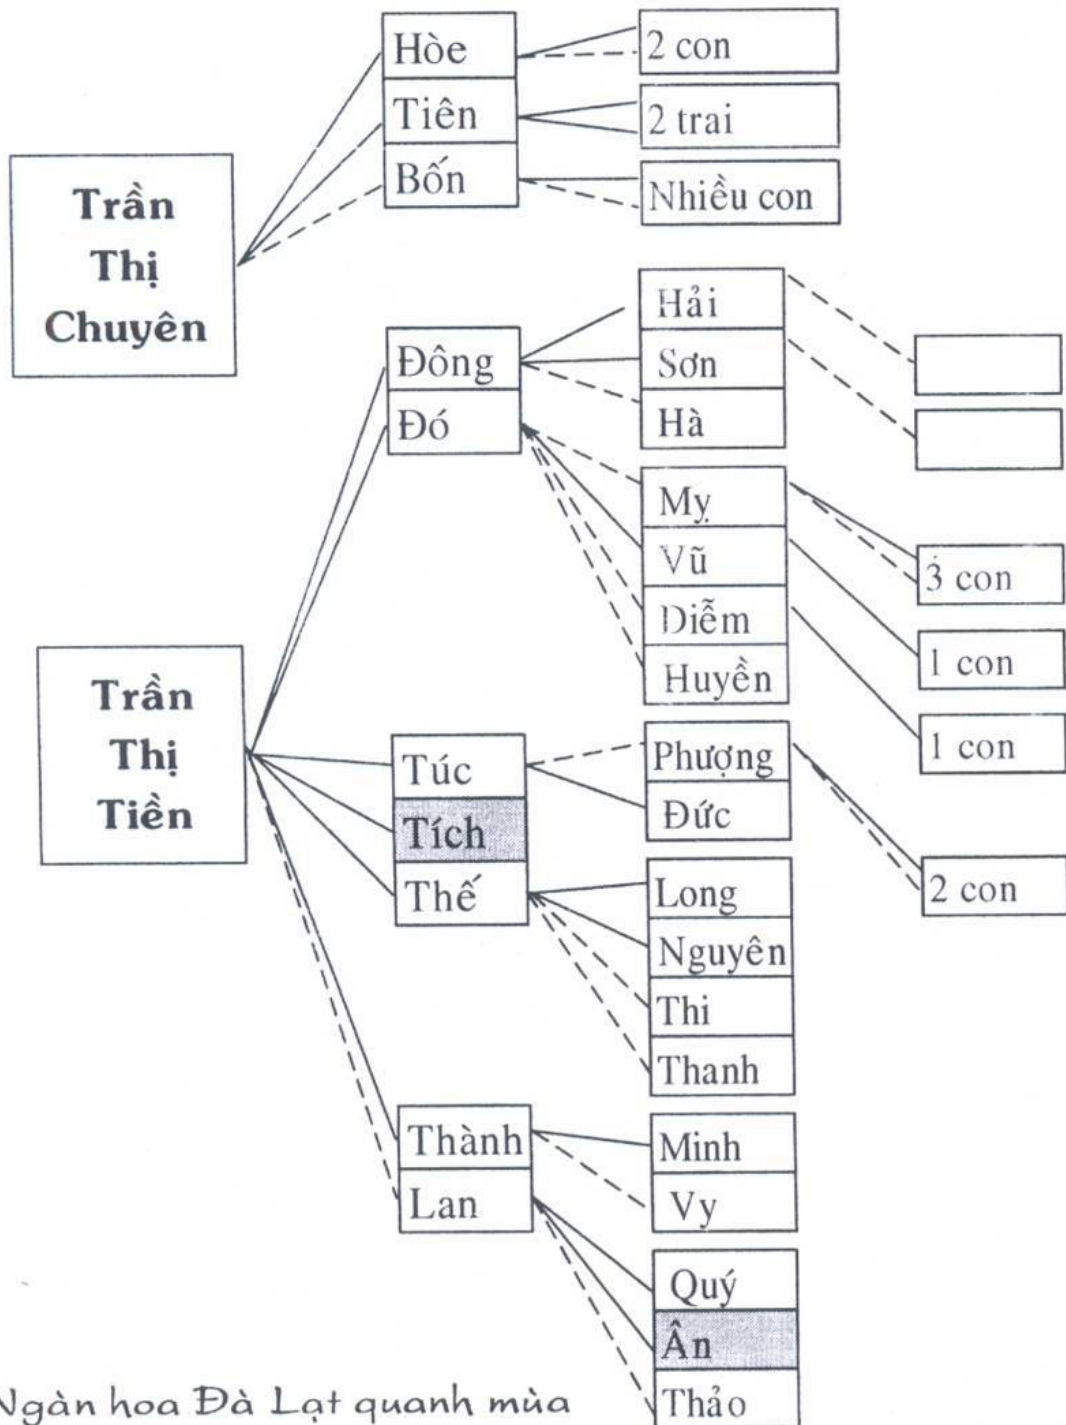 Trần
Thị
Chuyên
Hòe
Tiên
Bốn
2 con
2 trai
Nhiều con
Trần
Thị
Tiền
Đông
Đó
Hải
Sơn
Hà
Mỵ
Vũ
Diễm
Huyền
3 con
1 con
1 con
Túc
Tích
Thế
Phượng
Đức
2 con
Long
Nguyên
Thi
Thanh
Thành
Lan
Minh
Vy
Quý
Ân
Thảo
Ngàn hoa Đà Lạt quanh mùa